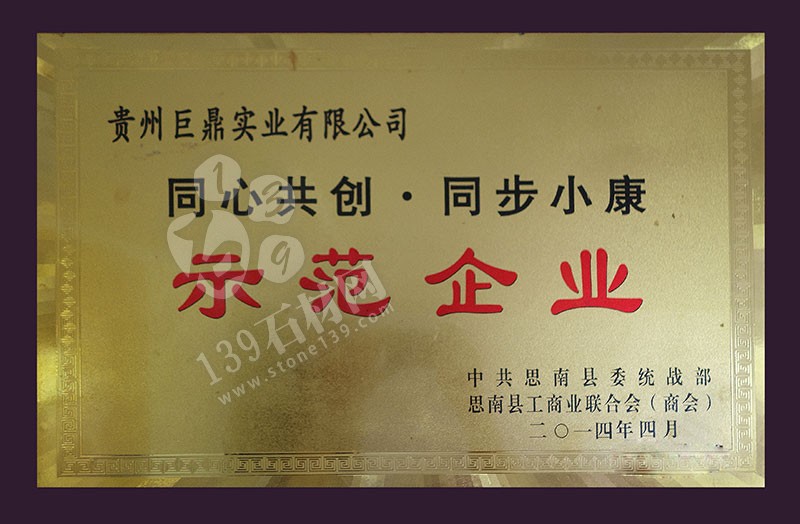 贵州巨鼎实业有限公司
同心共创·同步小康
示范企业
139
139石材网
www.stone139.com
中共思南县委统战部
思南县工商业联合会（商会）
二〇一四年四月